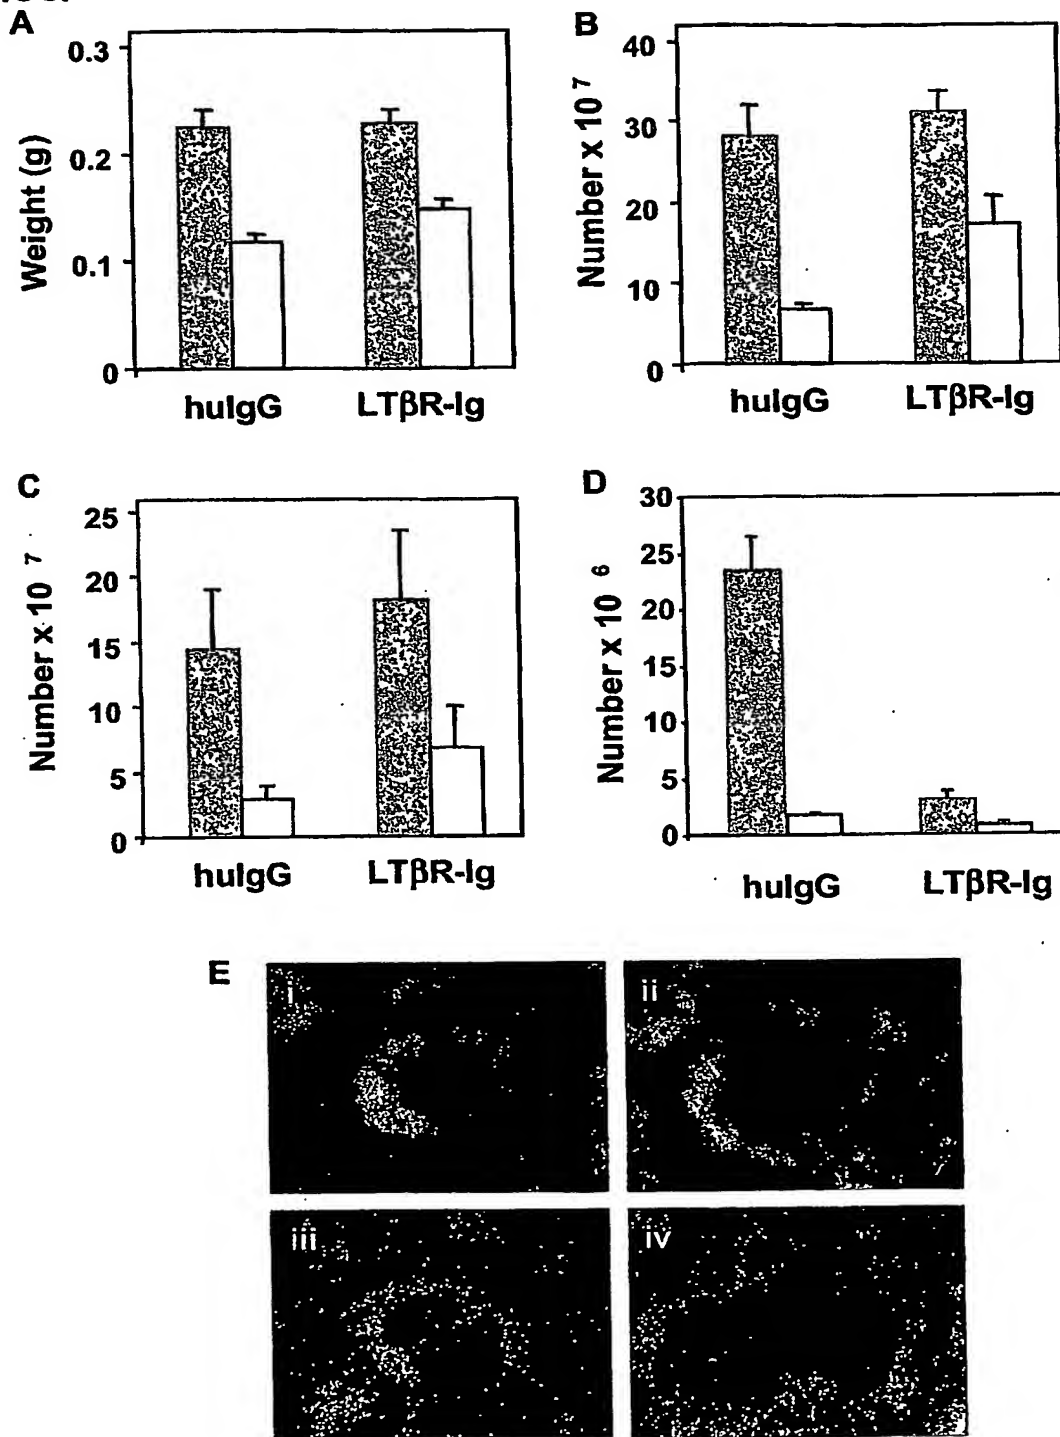 A
Weight (g)
0.3
0.2
0.1
0
huIgG LTβR-Ig
B
Number x 10 7
40
30
20
10
0
huIgG LTβR-Ig
C
Number x 10 7
25
20
15
10
5
0
huIgG LTβR-Ig
D
Number x 10 6
30
25
20
15
10
5
0
huIgG LTβR-Ig
E
i
ii
iii
iv